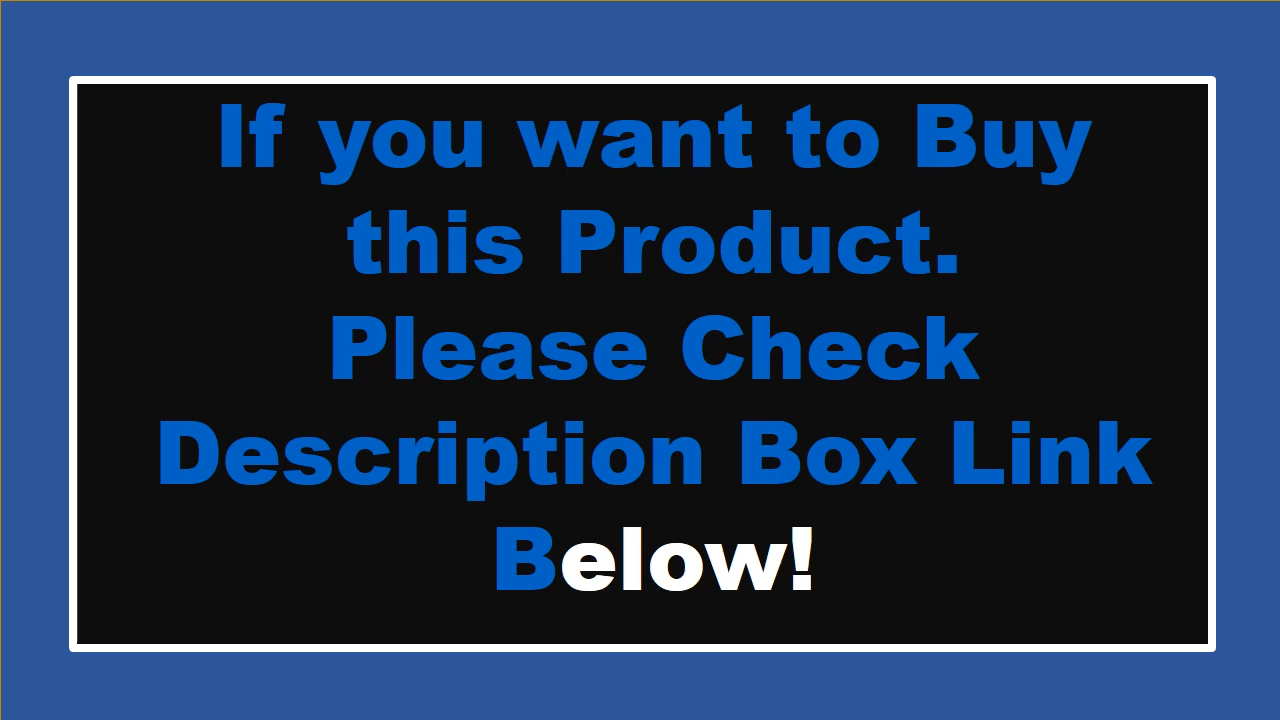 If you want to Buy
this Product.
Please Check
Description Box Link
Below!